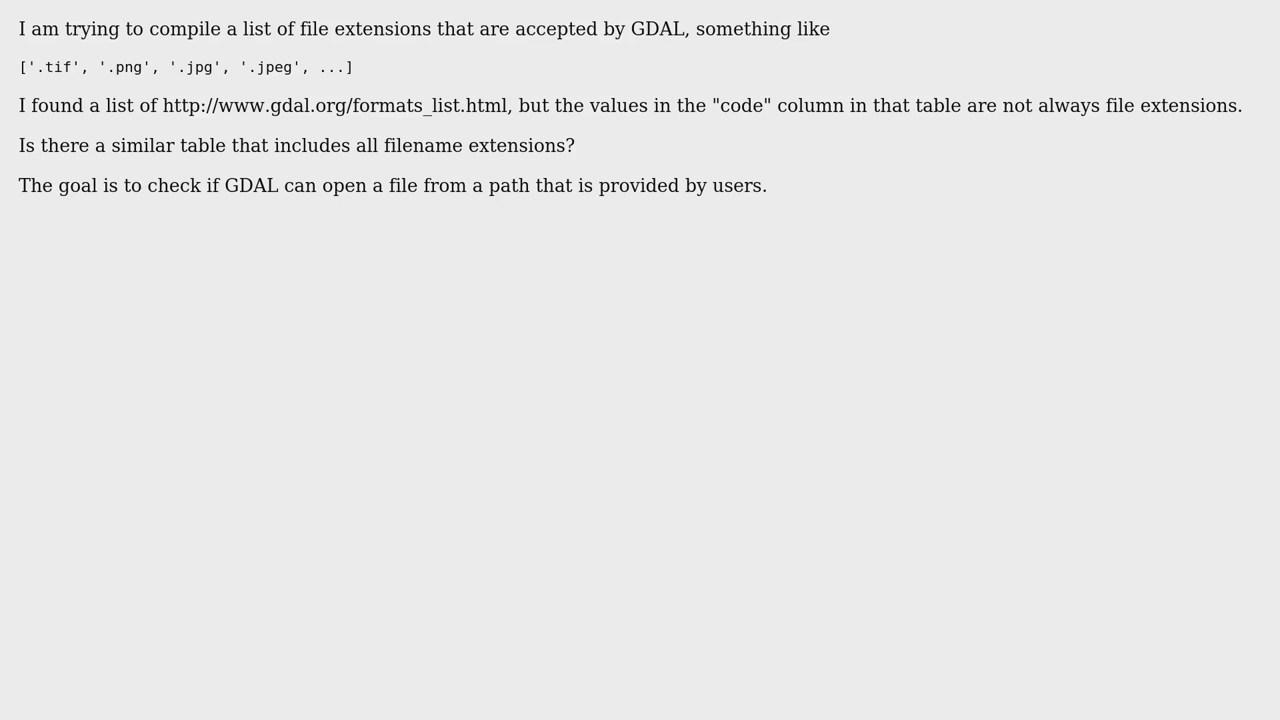 I am trying to compile a list of file extensions that are accepted by GDAL, something like
['.tif', '.png', '.jpg', '.jpeg', ...]
I found a list of http://www.gdal.org/formats_list.html, but the values in the "code" column in that table are not always file extensions.
Is there a similar table that includes all filename extensions?
The goal is to check if GDAL can open a file from a path that is provided by users.